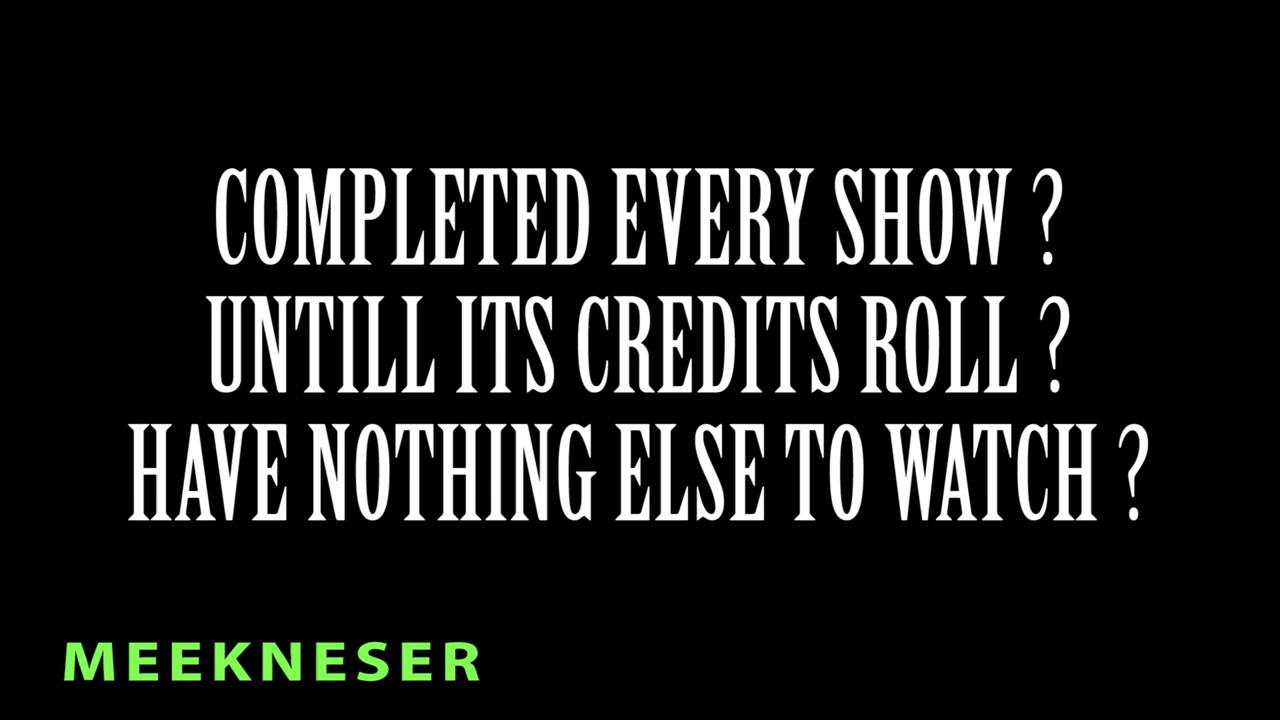 COMPLETED EVERY SHOW ?
UNTILL ITS CREDITS ROLL ?
HAVE NOTHING ELSE TO WATCH ?
MEEKNESER